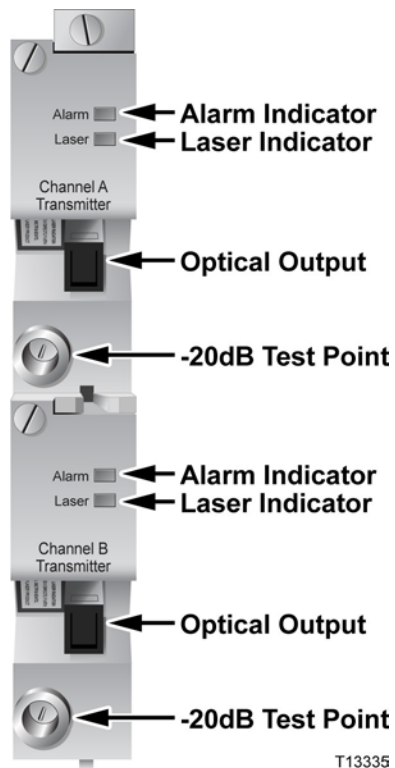 Alarm
Alarm Indicator
Laser
Laser Indicator
Channel A
Transmitter
Optical Output
-20dB Test Point
Alarm
Alarm Indicator
Laser
Laser Indicator
Channel B
Transmitter
Optical Output
-20dB Test Point
T13335